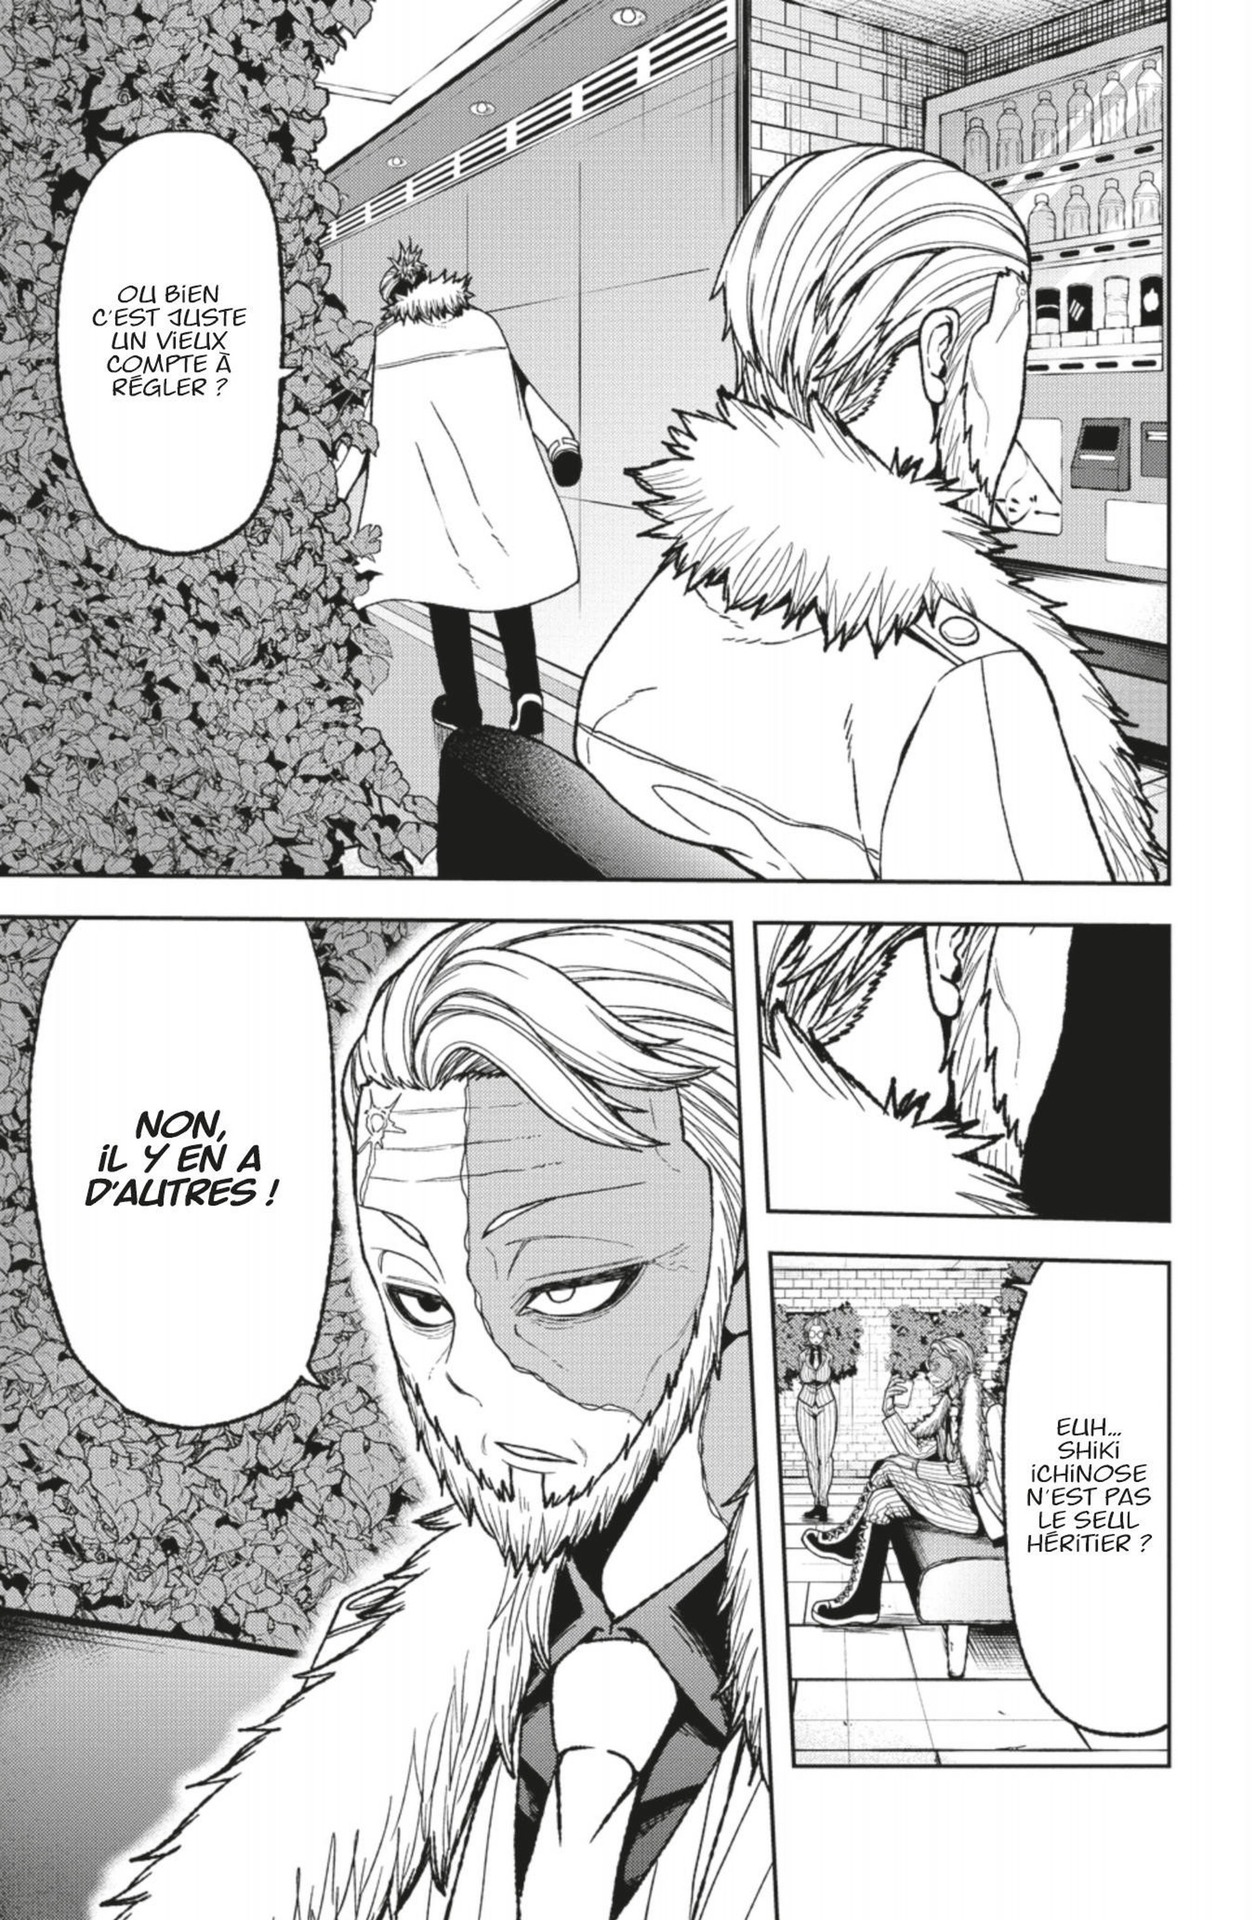 OU BIEN
C'EST JUSTE
UN VIEUX
COMPTE À
RÉGLER ?
EUH...
SHIKI
ICHINOSE
N'EST PAS
LE SEUL
HÉRITIER ?
NON,
IL Y EN A
D'AUTRES !